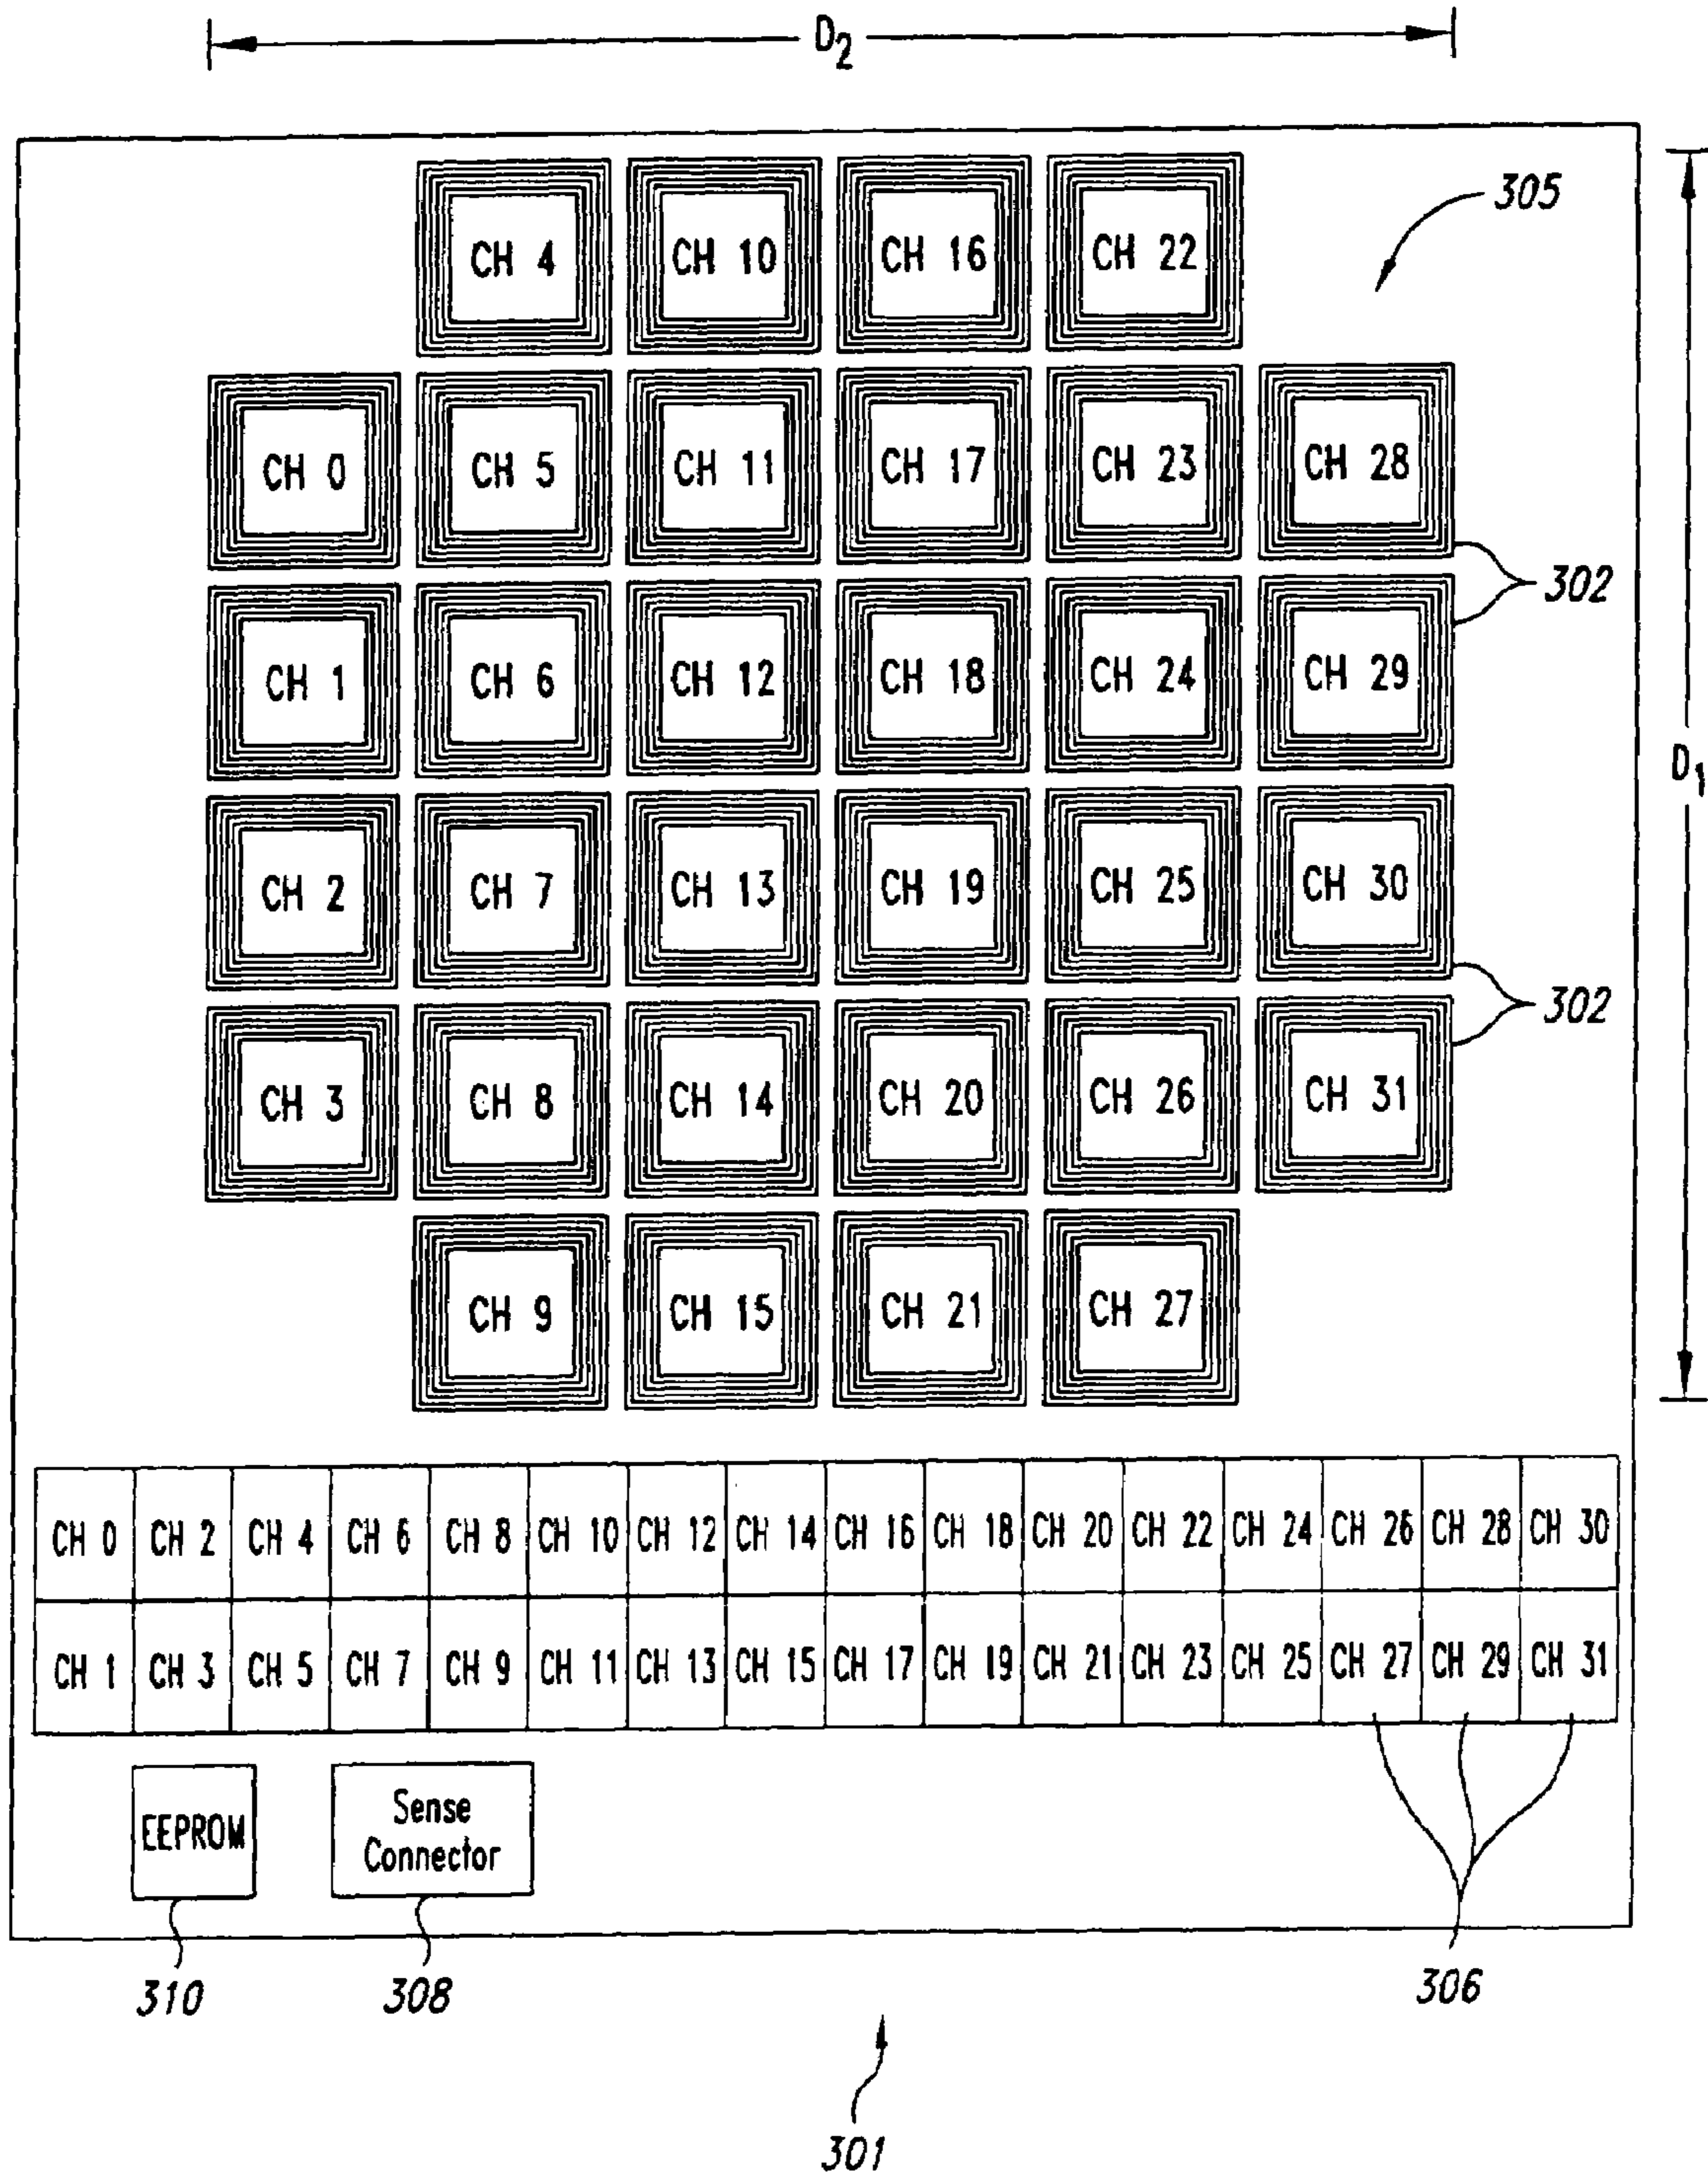 D2
305
CH 4 CH 10 CH 16 CH 22
CH 0 CH 5 CH 11 CH 17 CH 23 CH 28
302
CH 1 CH 6 CH 12 CH 18 CH 24 CH 29
D1
CH 2 CH 7 CH 13 CH 19 CH 25 CH 30
302
CH 3 CH 8 CH 14 CH 20 CH 26 CH 31
CH 9 CH 15 CH 21 CH 27
CH 0 CH 2 CH 4 CH 6 CH 8 CH 10 CH 12 CH 14 CH 16 CH 18 CH 20 CH 22 CH 24 CH 26 CH 28 CH 30
CH 1 CH 3 CH 5 CH 7 CH 9 CH 11 CH 13 CH 15 CH 17 CH 19 CH 21 CH 23 CH 25 CH 27 CH 29 CH 31
EEPROM
Sense
Connector
310
308
306
301